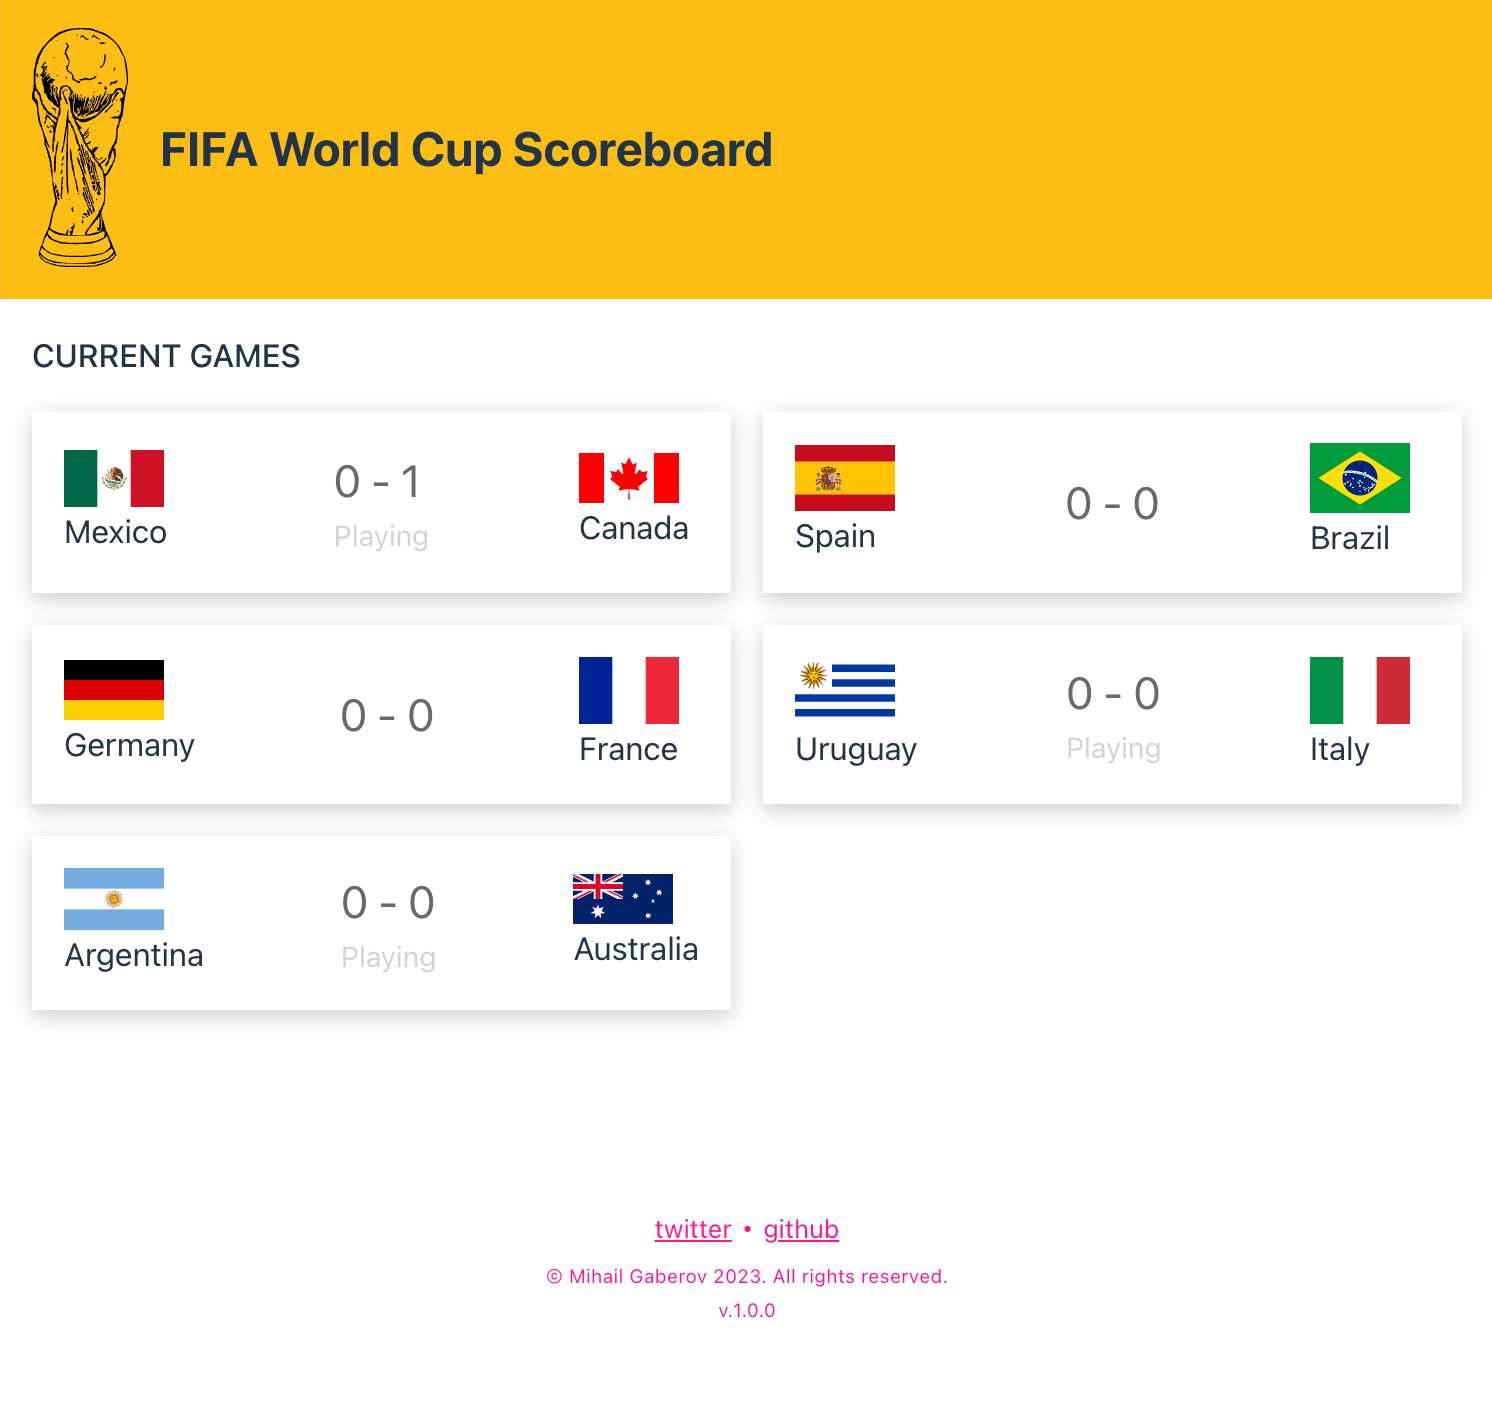 FIFA World Cup Scoreboard
CURRENT GAMES
0 - 1
Playing
Mexico
Canada
0 - 0
Spain
Brazil
0 - 0
Germany
France
0 - 0
Playing
Uruguay
Italy
0 - 0
Playing
Argentina
Australia
twitter • github
© Mihail Gaberov 2023. All rights reserved.
v.1.0.0